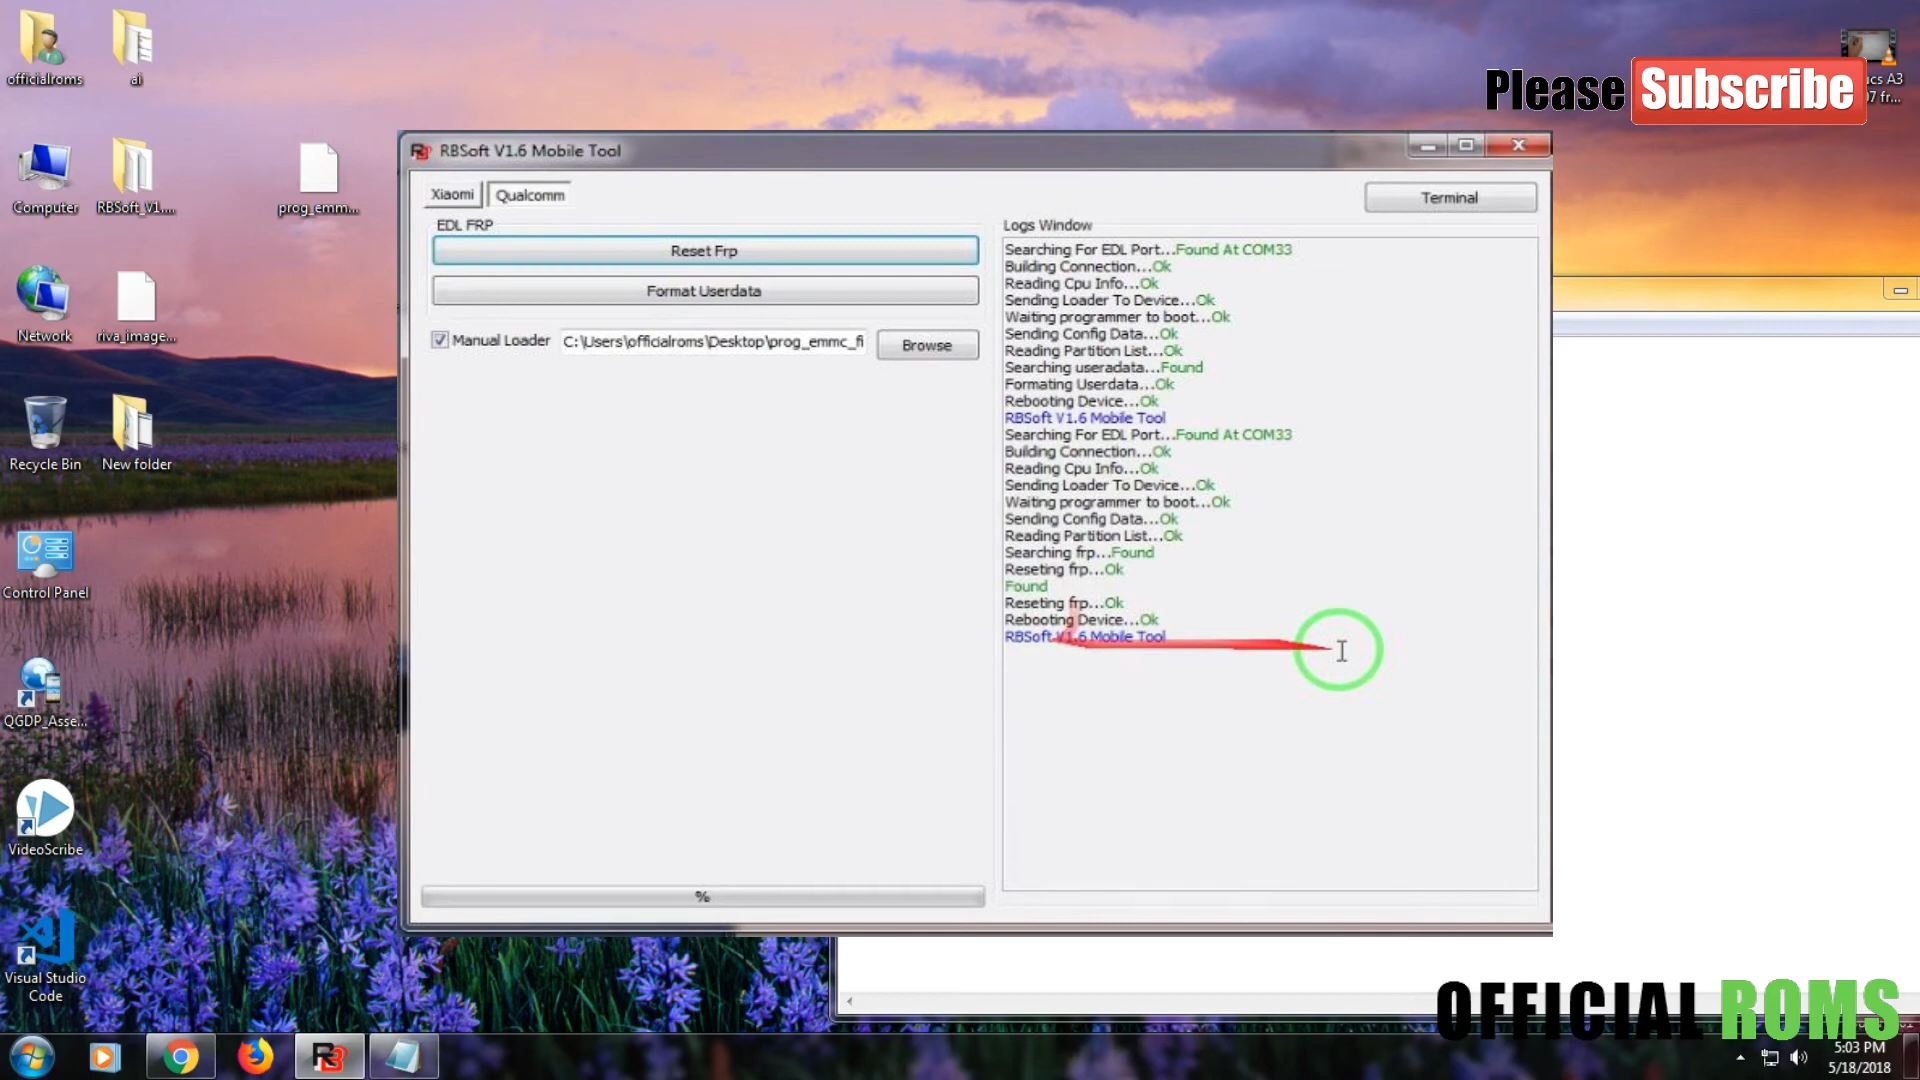 officialroms
ai
Please Subscribe
Computer
RBSoft_V1....
prog_emmc...
Network
riva_image...
Recycle Bin
New folder
Control Panel
QGDP_Asse...
VideoScribe
Visual Studio
Code
RBSoft V1.6 Mobile Tool
Xiaomi
Qualcomm
Terminal
EDL FRP
Reset Frp
Format Userdata
Manual Loader
C:\Users\officialroms\Desktop\prog_emmc_fi
Browse
%
Logs Window
Searching For EDL Port...Found At COM33
Building Connection...Ok
Reading Cpu Info...Ok
Sending Loader To Device...Ok
Waiting programmer to boot...Ok
Sending Config Data...Ok
Reading Partition List...Ok
Searching useradata...Found
Formating Userdata...Ok
Rebooting Device...Ok
RBSoft V1.6 Mobile Tool
Searching For EDL Port...Found At COM33
Building Connection...Ok
Reading Cpu Info...Ok
Sending Loader To Device...Ok
Waiting programmer to boot...Ok
Sending Config Data...Ok
Reading Partition List...Ok
Searching frp...Found
Reseting frp...Ok
Found
Reseting frp...Ok
Rebooting Device...Ok
RBSoft V1.6 Mobile Tool
OFFICIAL ROMS
5:03 PM
5/18/2018